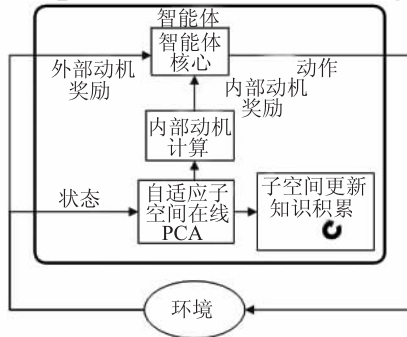 智能体
智能体
核心
外部动机
奖励
动作
内部动机
奖励
内部动机
计算
状态
自适应子
空间在线
PCA
子空间更新
知识积累
环境